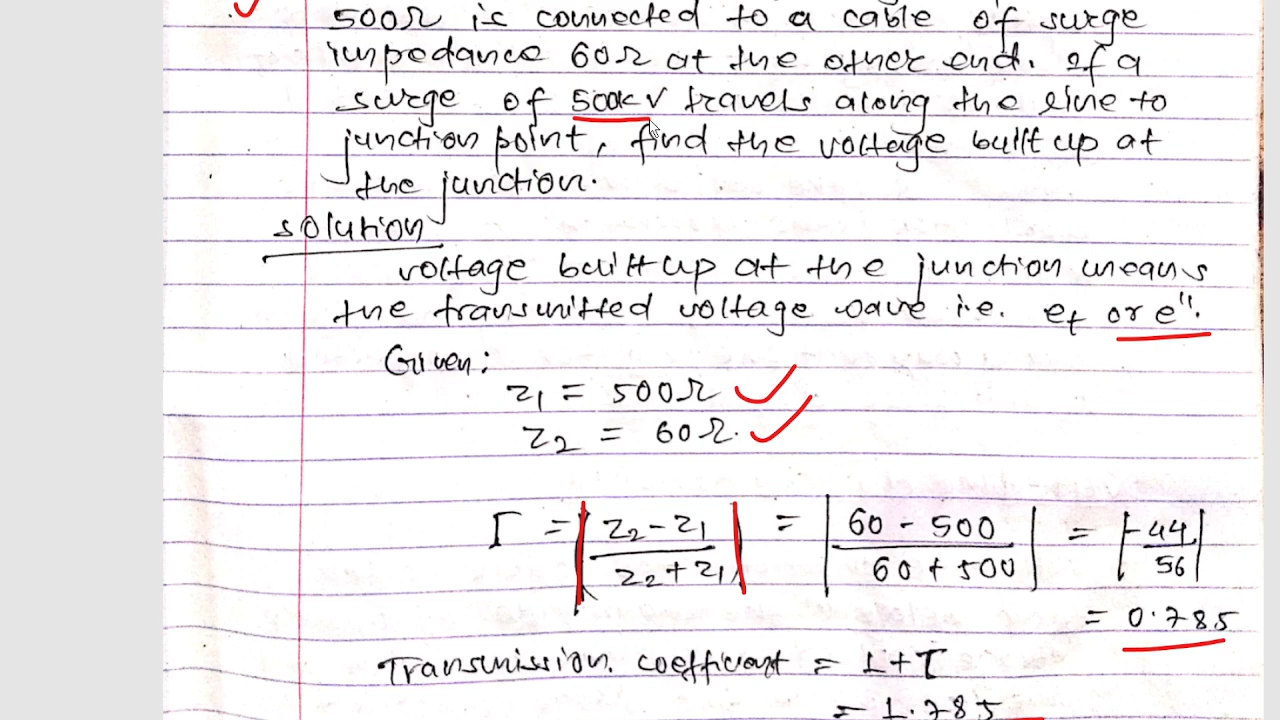 500Ω is connected to a cable of surge
impedance 60Ω at the other end. If a
surge of 500kV travels along the line to
junction point, find the voltage built up at
the junction.
solution
voltage built up at the junction means
the transmitted voltage wave i.e. et or e".
Given:
Z1 = 500Ω
Z2 = 60Ω.
Γ = |Z2 - Z1 / Z2 + Z1| = |60 - 500 / 60 + 500| = |-44 / 56|
= 0.785
Transmission coefficient = 1+Γ
= 1.785